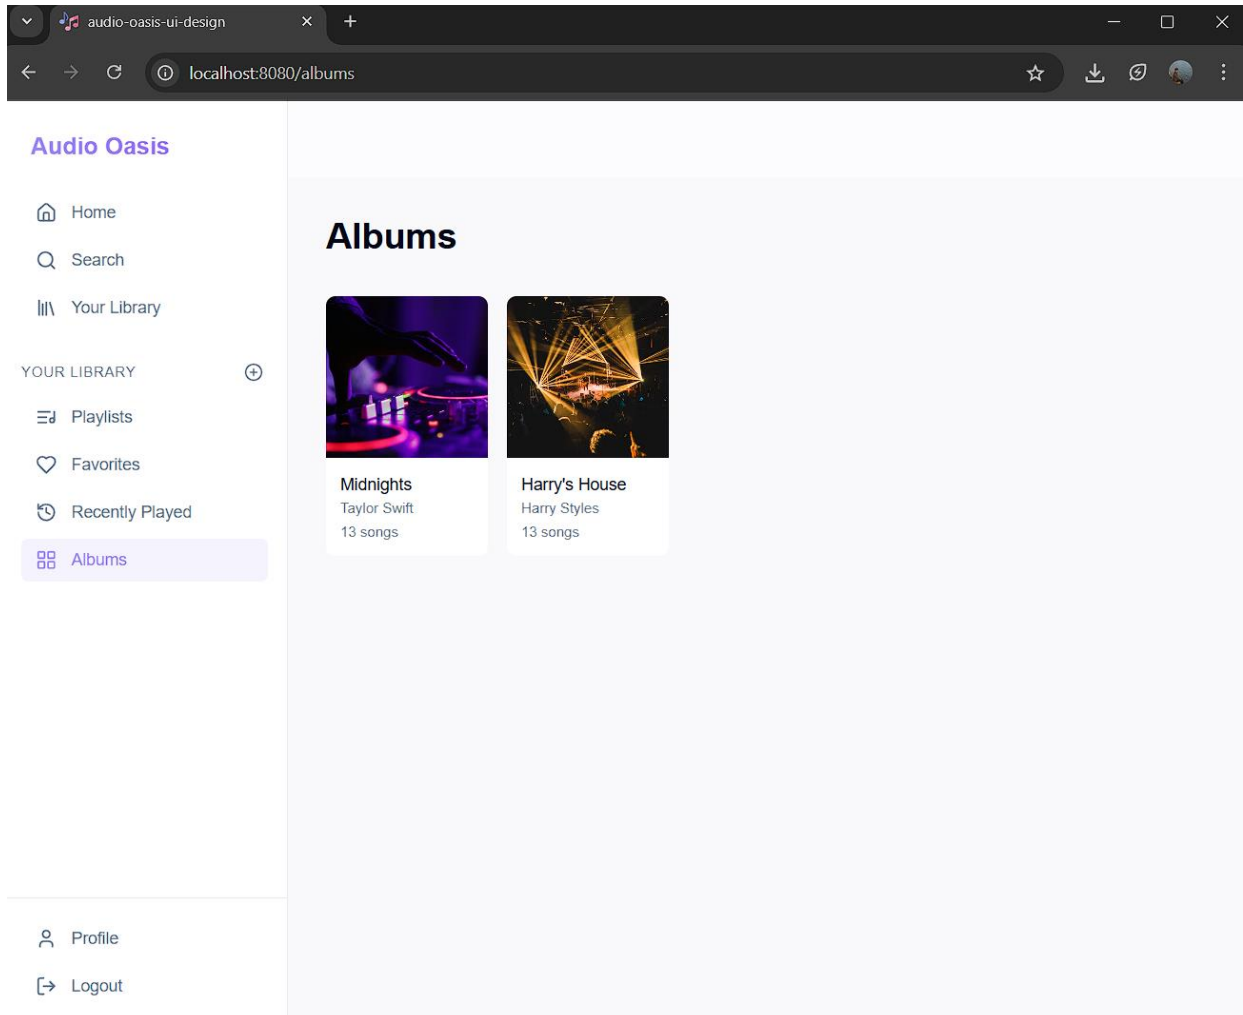 audio-oasis-ui-design
localhost:8080/albums
Audio Oasis
Home
Search
Your Library
YOUR LIBRARY
Playlists
Favorites
Recently Played
Albums
Profile
Logout
Albums
Midnights
Taylor Swift
13 songs
Harry's House
Harry Styles
13 songs